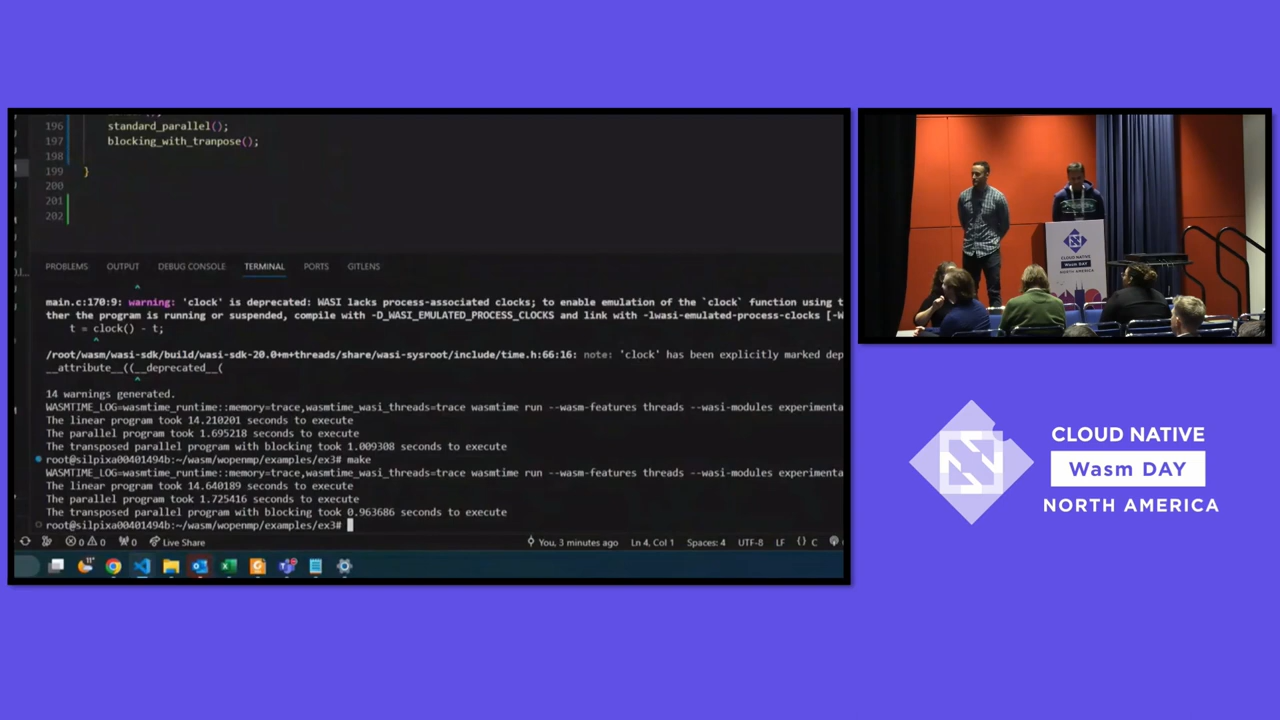 196 standard_parallel();
197 blocking_with_tranpose();
198
199 }
200
201
202
PROBLEMS OUTPUT DEBUG CONSOLE TERMINAL PORTS GITLENS
^
main.c:170:9: warning: 'clock' is deprecated: WASI lacks process-associated clocks; to enable emulation of the `clock` function using t
ther the program is running or suspended, compile with -D_WASI_EMULATED_PROCESS_CLOCKS and link with -lwasi-emulated-process-clocks [-W
t = clock() - t;
^
/root/wasm/wasi-sdk/build/wasi-sdk-20.0+m+threads/share/wasi-sysroot/include/time.h:66:16: note: 'clock' has been explicitly marked dep
__attribute__((__deprecated__(
^
14 warnings generated.
WASMTIME_LOG=wasmtime_runtime::memory=trace,wasmtime_wasi_threads=trace wasmtime run --wasm-features threads --wasi-modules experimenta
The linear program took 14.210201 seconds to execute
The parallel program took 1.695218 seconds to execute
The transposed parallel program with blocking took 1.009308 seconds to execute
root@silpixa00401494b:~/wasm/wopenmp/examples/ex3# make
WASMTIME_LOG=wasmtime_runtime::memory=trace,wasmtime_wasi_threads=trace wasmtime run --wasm-features threads --wasi-modules experimenta
The linear program took 14.640189 seconds to execute
The parallel program took 1.725416 seconds to execute
The transposed parallel program with blocking took 0.963686 seconds to execute
root@silpixa00401494b:~/wasm/wopenmp/examples/ex3#
0 0 0 Live Share You, 3 minutes ago Ln 4, Col 1 Spaces: 4 UTF-8 LF {} C
CLOUD NATIVE
Wasm DAY
NORTH AMERICA
CLOUD NATIVE
Wasm DAY
NORTH AMERICA